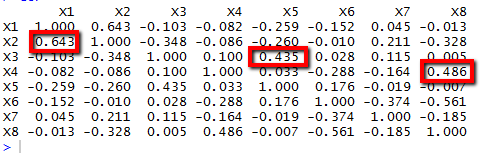 X1 X2 X3 X4 X5 X6 X7 X8
X1 1.000 0.643 -0.103 -0.082 -0.259 -0.152 0.045 -0.013
X2 0.643 1.000 -0.348 -0.086 -0.260 -0.010 0.211 -0.328
X3 -0.103 -0.348 1.000 0.100 0.435 0.028 0.115 0.005
X4 -0.082 -0.086 0.100 1.000 0.033 -0.288 -0.164 0.486
X5 -0.259 -0.260 0.435 0.033 1.000 0.176 -0.019 -0.007
X6 -0.152 -0.010 0.028 -0.288 0.176 1.000 -0.374 -0.561
X7 0.045 0.211 0.115 -0.164 -0.019 -0.374 1.000 -0.185
X8 -0.013 -0.328 0.005 0.486 -0.007 -0.561 -0.185 1.000
>